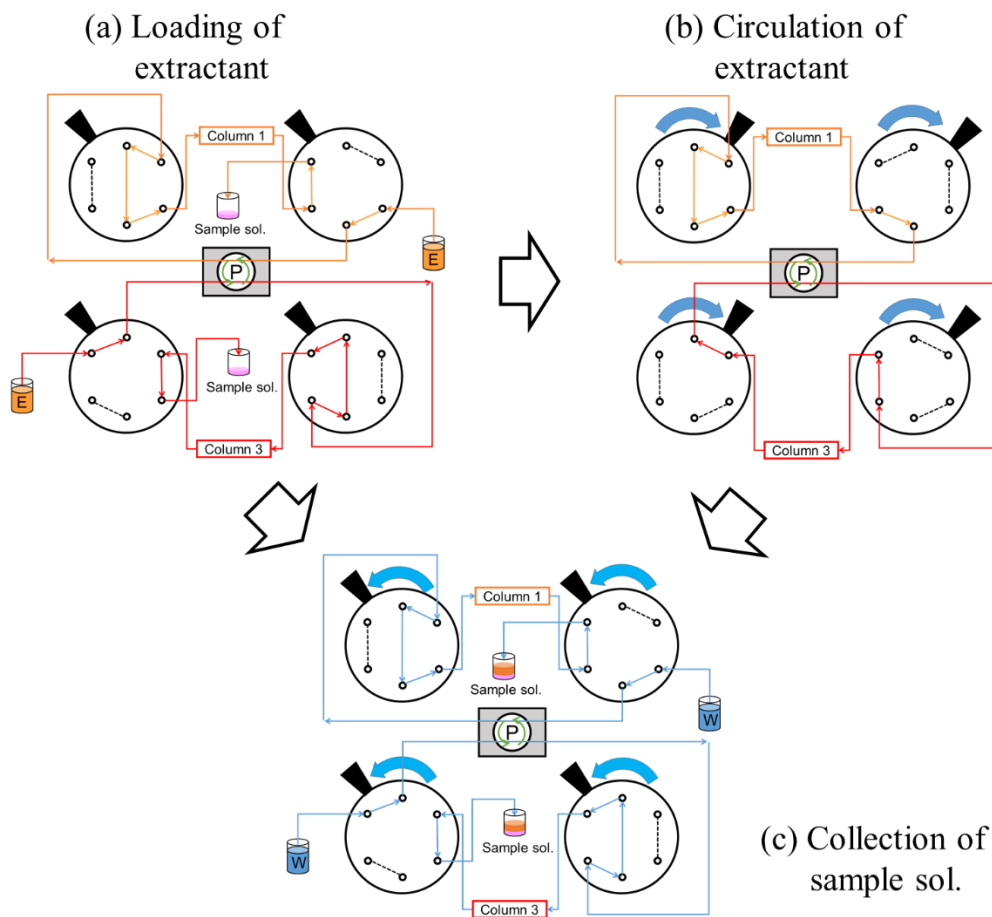 (a) Loading of
extractant
(b) Circulation of
extractant
Column 1
Sample sol.
E
P
E
Sample sol.
Column 3
Column 1
P
Column 3
Column 1
Sample sol.
W
P
W
Sample sol.
Column 3
(c) Collection of
sample sol.